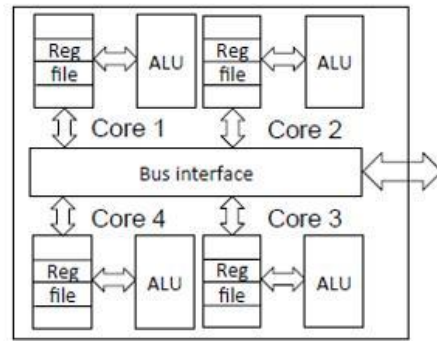 Reg
file
ALU
Reg
file
ALU
Core 1
Core 2
Bus interface
Core 4
Core 3
Reg
file
ALU
Reg
file
ALU